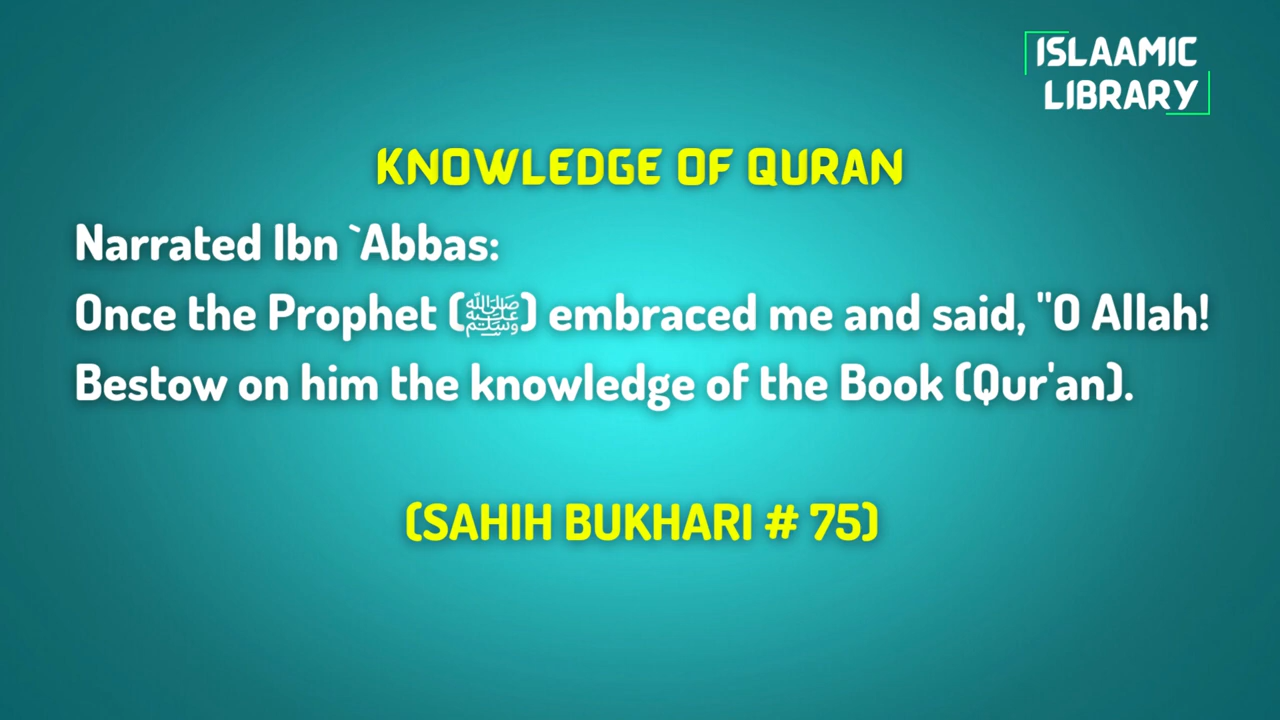 ISLAAMIC
LIBRARY
KNOWLEDGE OF QURAN
Narrated Ibn `Abbas:
Once the Prophet (ﷺ) embraced me and said, "O Allah!
Bestow on him the knowledge of the Book (Qur'an).
(SAHIH BUKHARI # 75)